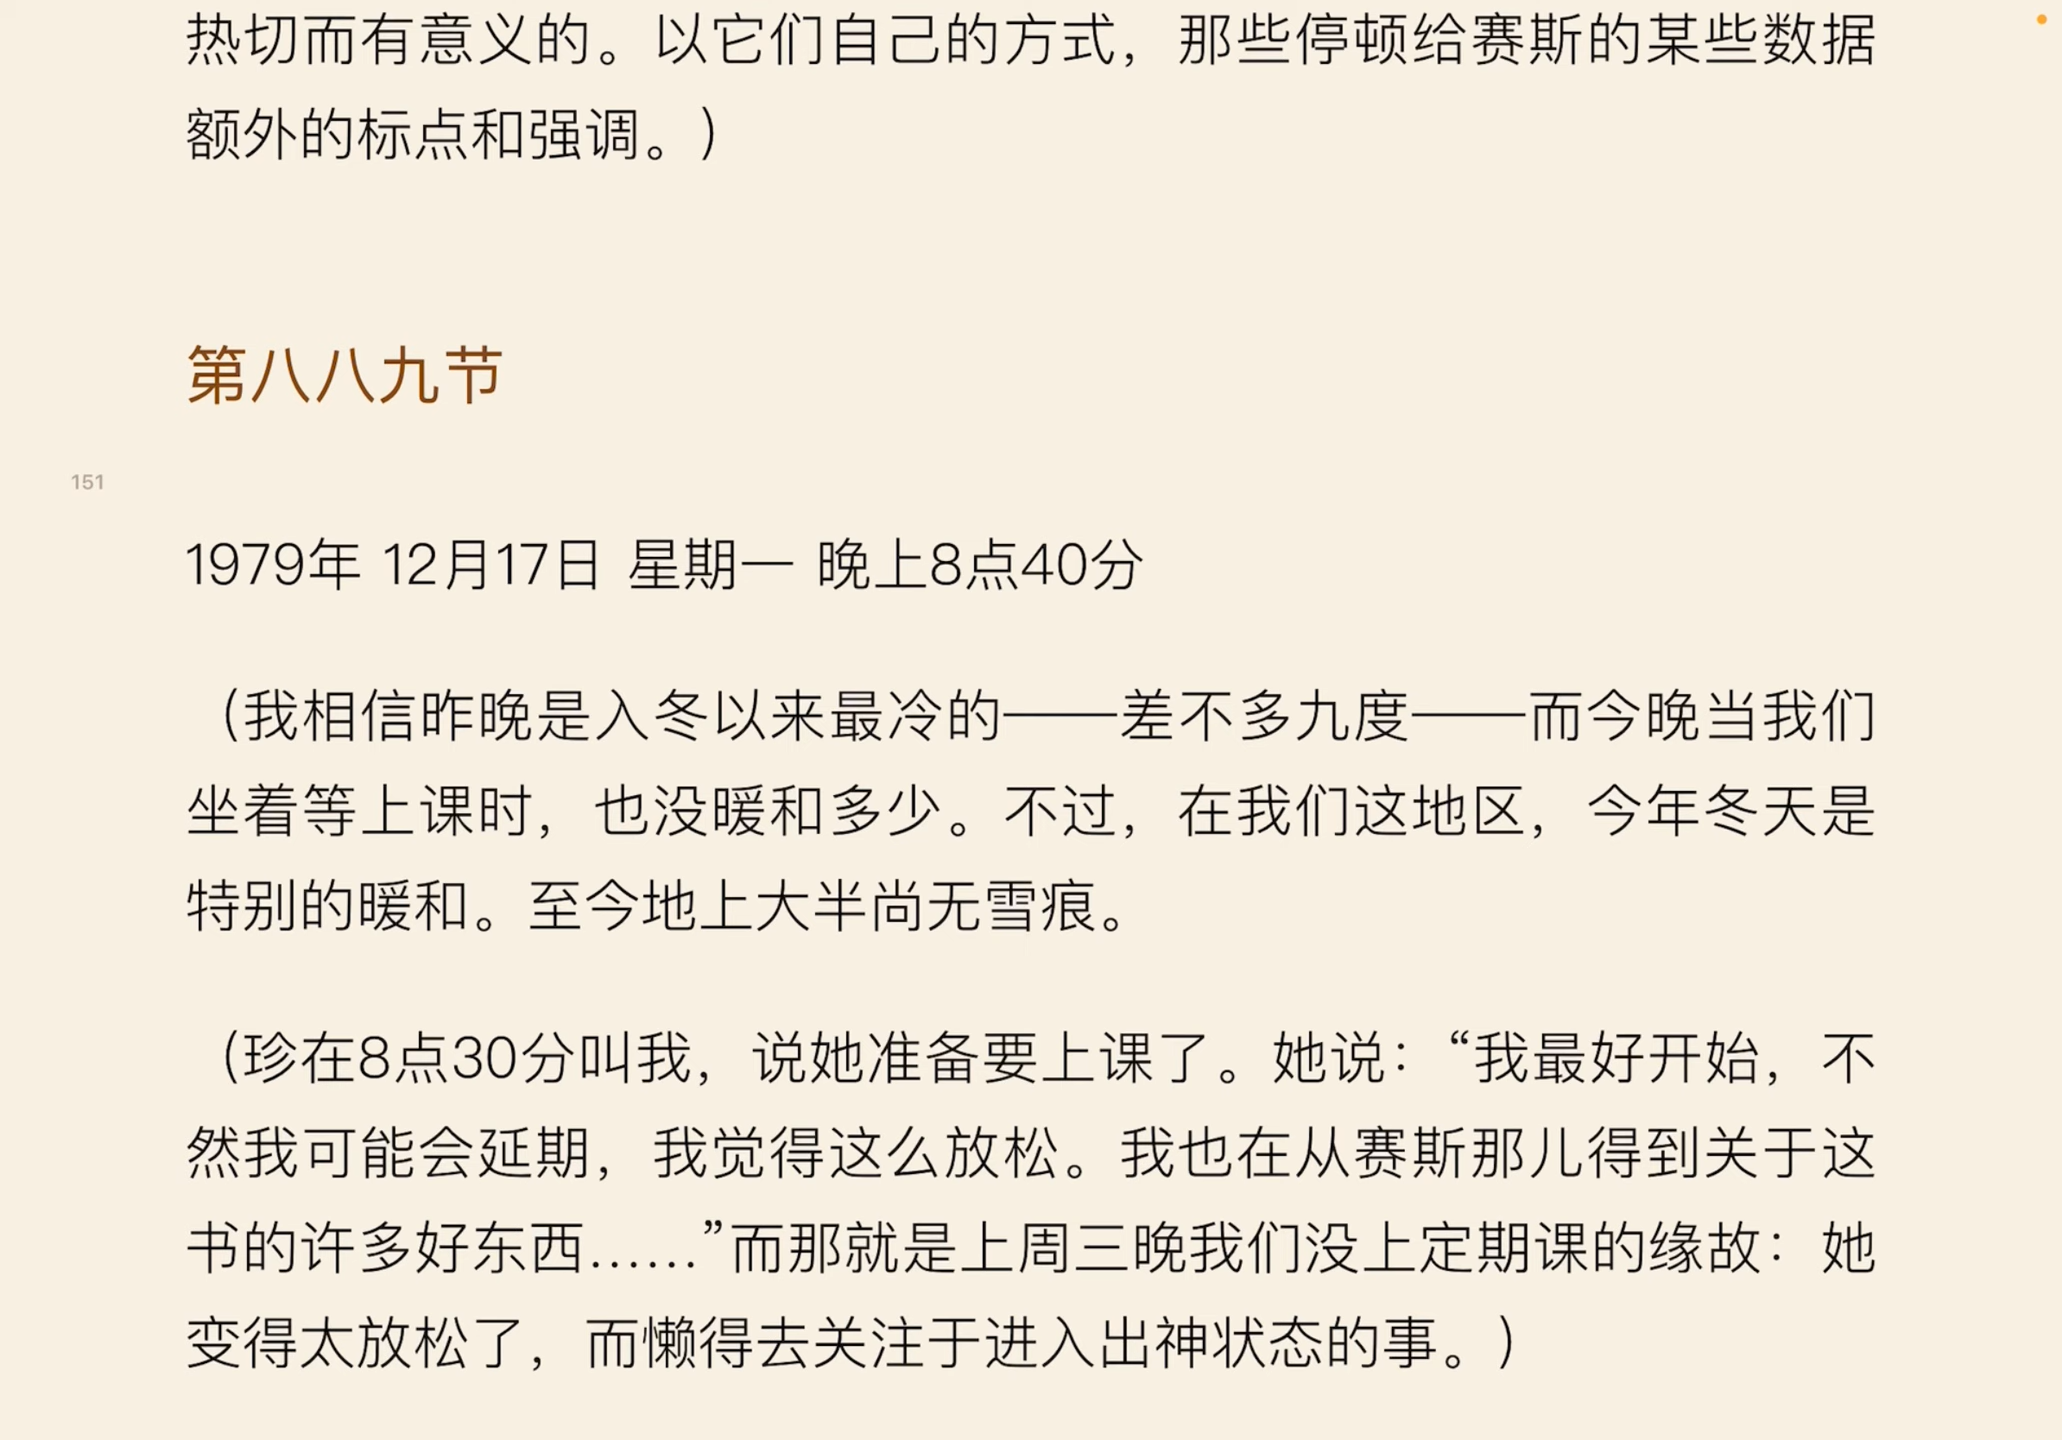 热切而有意义的。以它们自己的方式，那些停顿给赛斯的某些数据
额外的标点和强调。）
第八八九节
151
1979年 12月17日 星期一 晚上8点40分
（我相信昨晚是入冬以来最冷的——差不多九度——而今晚当我们
坐着等上课时，也没暖和多少。不过，在我们这地区，今年冬天是
特别的暖和。至今地上大半尚无雪痕。
（珍在8点30分叫我，说她准备要上课了。她说：“我最好开始，不
然我可能会延期，我觉得这么放松。我也在从赛斯那儿得到关于这
书的许多好东西……”而那就是上周三晚我们没上定期课的缘故：她
变得太放松了，而懒得去关注于进入出神状态的事。）